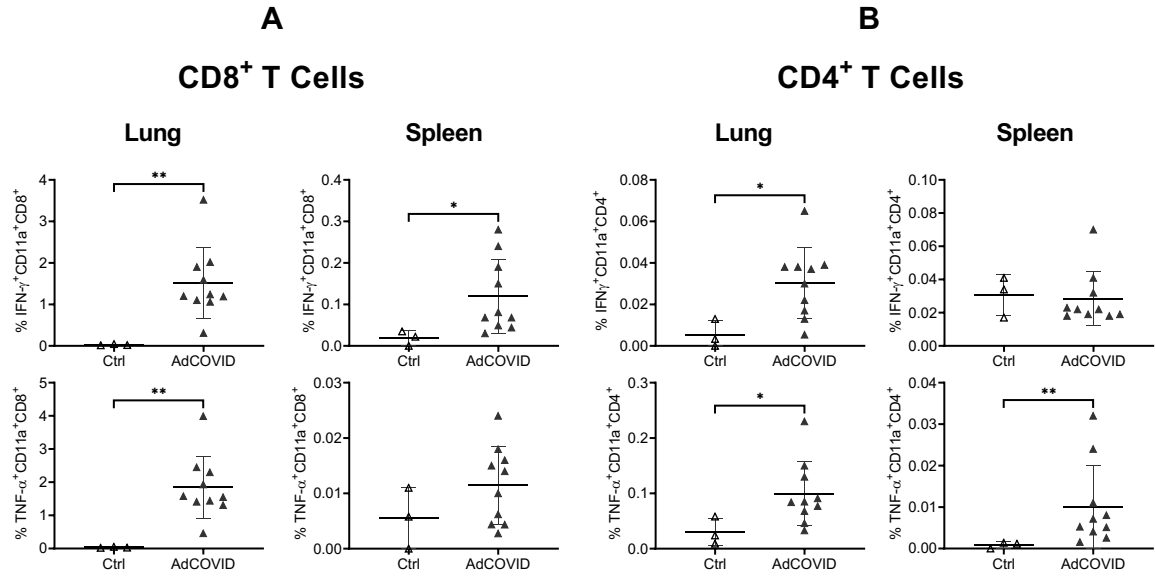 A
B
CD8+ T Cells
CD4+ T Cells
Lung
Spleen
Lung
Spleen
% IFN-γ+CD11a+CD8+
4
3
2
1
0
**
Ctrl
AdCOVID
% IFN-γ+CD11a+CD8+
0.4
0.3
0.2
0.1
0.0
*
Ctrl
AdCOVID
% IFNγ+CD11a+CD4+
0.08
0.06
0.04
0.02
0.00
*
Ctrl
AdCOVID
% IFN-γ+CD11a+CD4+
0.10
0.08
0.06
0.04
0.02
0.00
Ctrl
AdCOVID
% TNF-α+CD11a+CD8+
5
4
3
2
1
0
**
Ctrl
AdCOVID
% TNF-α+CD11a+CD8+
0.03
0.02
0.01
0.00
Ctrl
AdCOVID
% TNF-α+CD11a+CD4+
0.3
0.2
0.1
0.0
*
Ctrl
AdCOVID
% TNF-α+CD11a+CD4+
0.04
0.03
0.02
0.01
0.00
**
Ctrl
AdCOVID